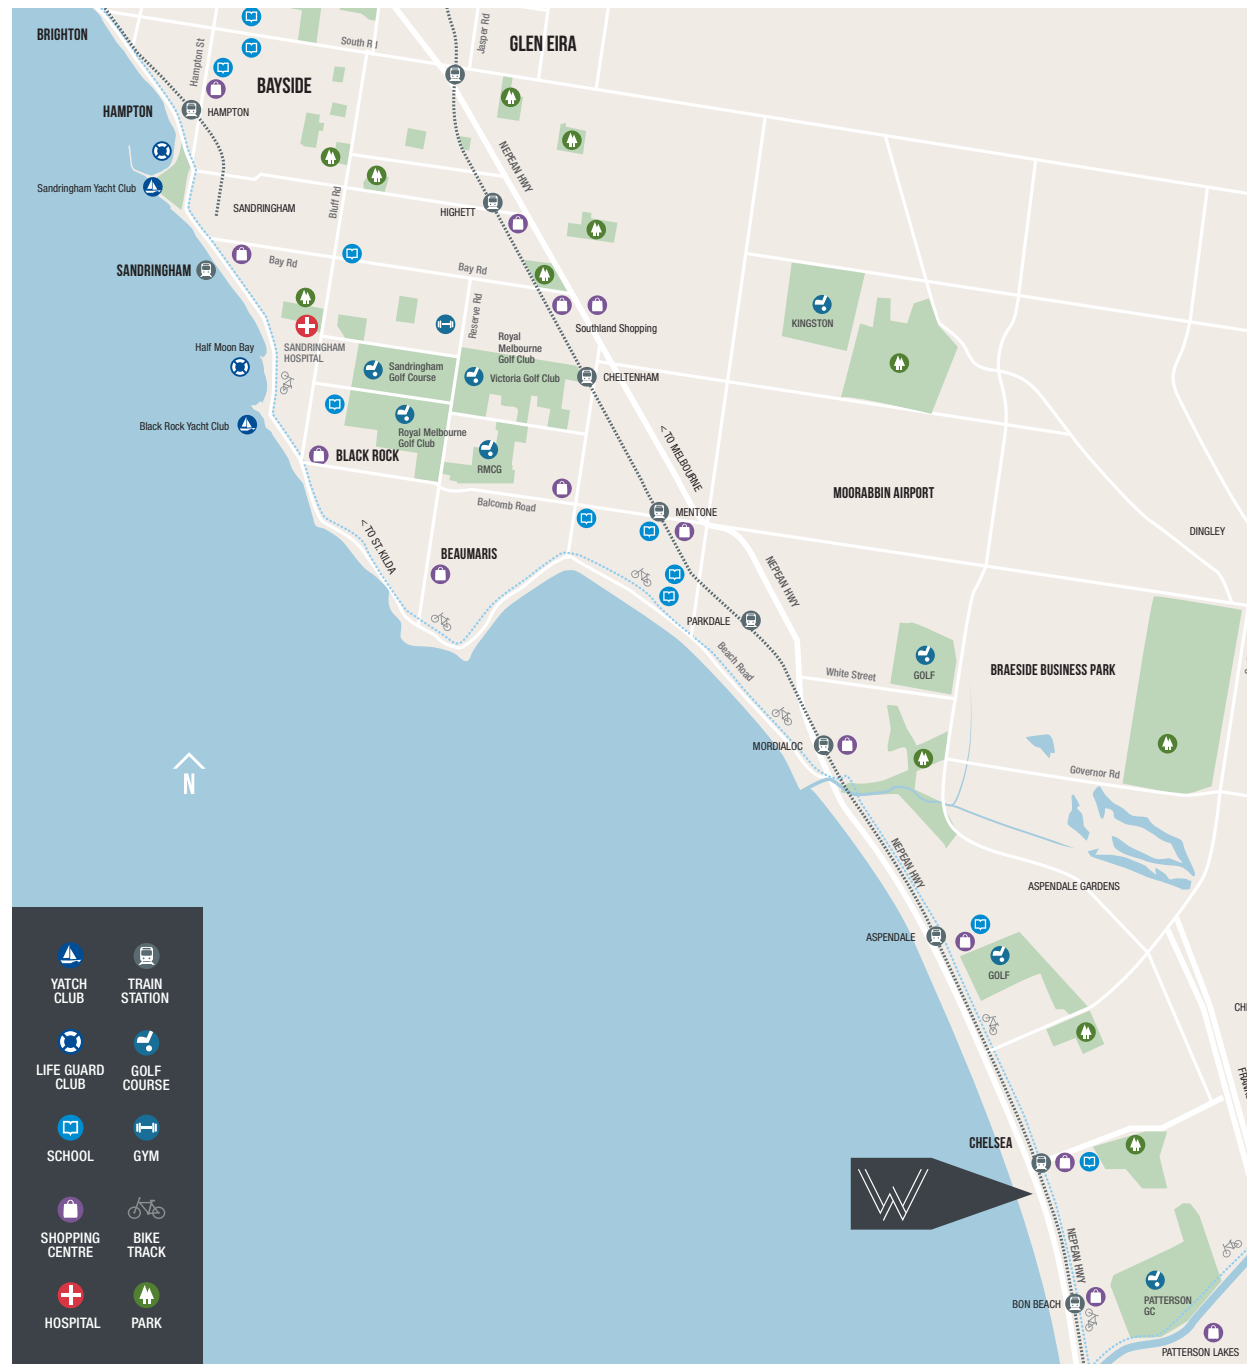 BRIGHTON
Hampton St
South Rd
Jasper Rd
GLEN EIRA
BAYSIDE
HAMPTON
HAMPTON
NEPEAN HWY
Sandringham Yacht Club
SANDRINGHAM
Bluff Rd
HIGHETT
SANDRINGHAM
Bay Rd
Bay Rd
Reserve Rd
Southland Shopping
KINGSTON
Half Moon Bay
SANDRINGHAM
HOSPITAL
Royal
Melbourne
Golf Club
Sandringham
Golf Course
Victoria Golf Club
CHELTENHAM
Black Rock Yacht Club
Royal Melbourne
Golf Club
BLACK ROCK
RMCG
< TO MELBOURNE
MOORABBIN AIRPORT
Balcomb Road
MENTONE
DINGLEY
< TO ST. KILDA
BEAUMARIS
NEPEAN HWY
PARKDALE
Beach Road
White Street
GOLF
BRAESIDE BUSINESS PARK
MORDIALOC
Governor Rd
N
NEPEAN HWY
ASPENDALE GARDENS
ASPENDALE
GOLF
CHELSEA
W
NEPEAN HWY
BON BEACH
PATTERSON
GC
PATTERSON LAKES
YATCH
CLUB
TRAIN
STATION
LIFE GUARD
CLUB
GOLF
COURSE
SCHOOL
GYM
SHOPPING
CENTRE
BIKE
TRACK
HOSPITAL
PARK